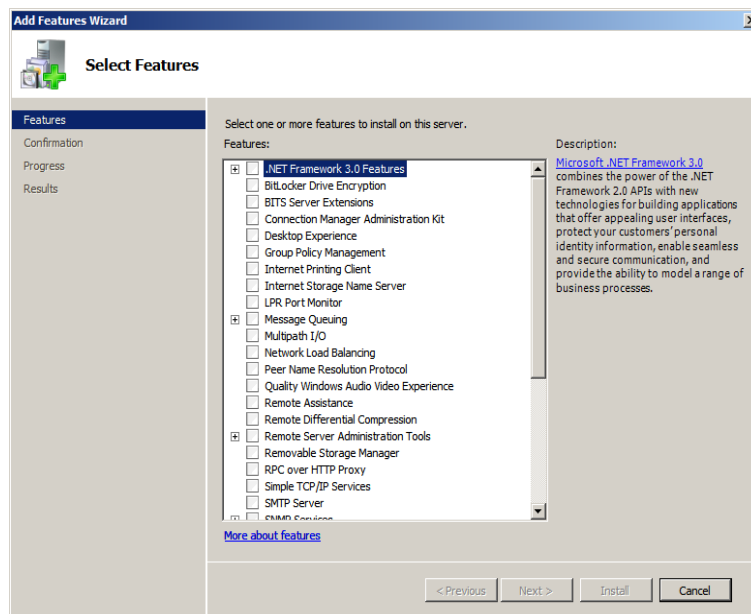 Add Features Wizard
Select Features
Features
Confirmation
Progress
Results
Select one or more features to install on this server.
Features:
.NET Framework 3.0 Features
BitLocker Drive Encryption
BITS Server Extensions
Connection Manager Administration Kit
Desktop Experience
Group Policy Management
Internet Printing Client
Internet Storage Name Server
LPR Port Monitor
Message Queuing
Multipath I/O
Network Load Balancing
Peer Name Resolution Protocol
Quality Windows Audio Video Experience
Remote Assistance
Remote Differential Compression
Remote Server Administration Tools
Removable Storage Manager
RPC over HTTP Proxy
Simple TCP/IP Services
SMTP Server
SNMP Services
More about features
Description:
Microsoft .NET Framework 3.0
combines the power of the .NET
Framework 2.0 APIs with new
technologies for building applications
that offer appealing user interfaces,
protect your customers' personal
identity information, enable seamless
and secure communication, and
provide the ability to model a range of
business processes.
< Previous
Next >
Install
Cancel